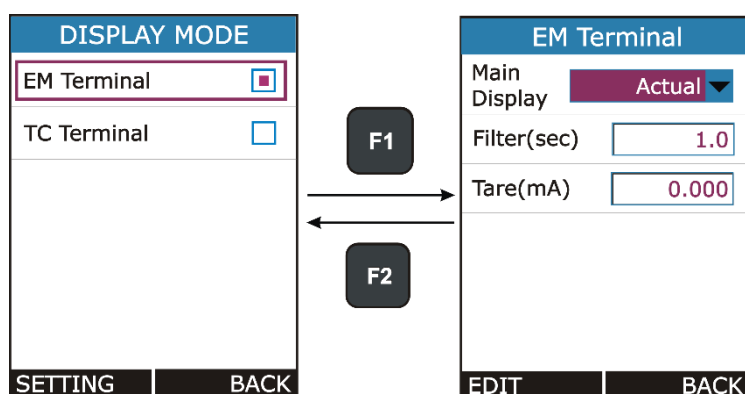 DISPLAY MODE
EM Terminal
TC Terminal
SETTING BACK
F1
F2
EM Terminal
Main
Display
Actual
Filter(sec) 1.0
Tare(mA) 0.000
EDIT BACK